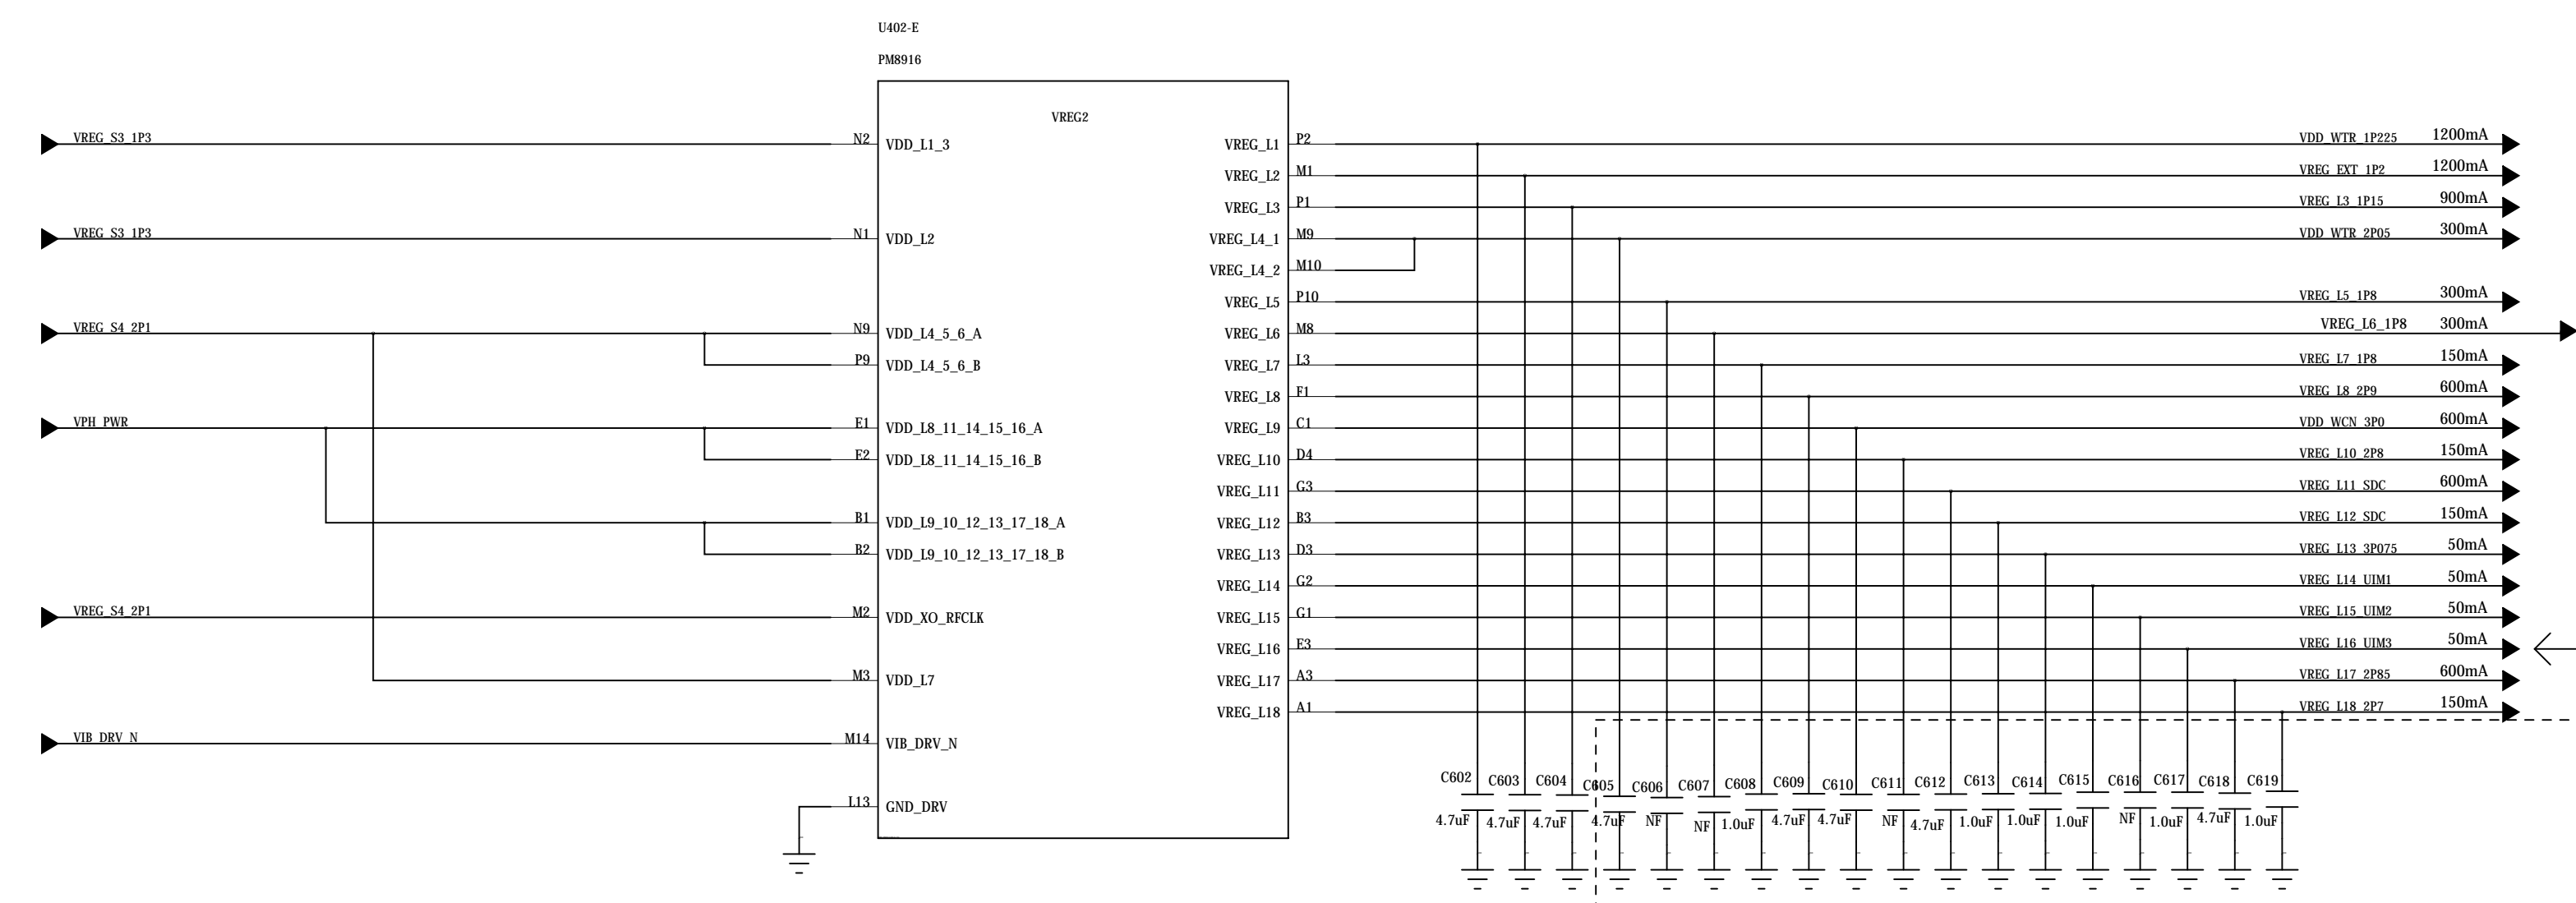 U402-E
PM8916
VREG2
VREG_S3_1P3 N2 VDD_L1_3
VREG_S3_1P3 N1 VDD_L2
VREG_S4_2P1 N9 VDD_L4_5_6_A
P9 VDD_L4_5_6_B
VPH_PWR E1 VDD_L8_11_14_15_16_A
E2 VDD_L8_11_14_15_16_B
B1 VDD_L9_10_12_13_17_18_A
B2 VDD_L9_10_12_13_17_18_B
VREG_S4_2P1 M2 VDD_XO_RFCLK
M3 VDD_L7
VIB_DRV_N M14 VIB_DRV_N
L13 GND_DRV
VREG_L1 P2 VDD_WTR_1P225 1200mA
VREG_L2 M1 VREG_EXT_1P2 1200mA
VREG_L3 P1 VREG_L3_1P15 900mA
VREG_L4_1 M9 VDD_WTR_2P05 300mA
VREG_L4_2 M10
VREG_L5 P10 VREG_L5_1P8 300mA
VREG_L6 M8 VREG_L6_1P8 300mA
VREG_L7 L3 VREG_L7_1P8 150mA
VREG_L8 F1 VREG_L8_2P9 600mA
VREG_L9 C1 VDD_WCN_3P0 600mA
VREG_L10 D4 VREG_L10_2P8 150mA
VREG_L11 G3 VREG_L11_SDC 600mA
VREG_L12 B3 VREG_L12_SDC 150mA
VREG_L13 D3 VREG_L13_3P075 50mA
VREG_L14 G2 VREG_L14_UIM1 50mA
VREG_L15 G1 VREG_L15_UIM2 50mA
VREG_L16 E3 VREG_L16_UIM3 50mA
VREG_L17 A3 VREG_L17_2P85 600mA
VREG_L18 A1 VREG_L18_2P7 150mA
C602 C603 C604 C605 C606 C607 C608 C609 C610 C611 C612 C613 C614 C615 C616 C617 C618 C619
4.7uF 4.7uF 4.7uF 4.7uF NF NF 1.0uF 4.7uF 4.7uF NF 4.7uF 1.0uF 1.0uF 1.0uF NF 1.0uF 4.7uF 1.0uF